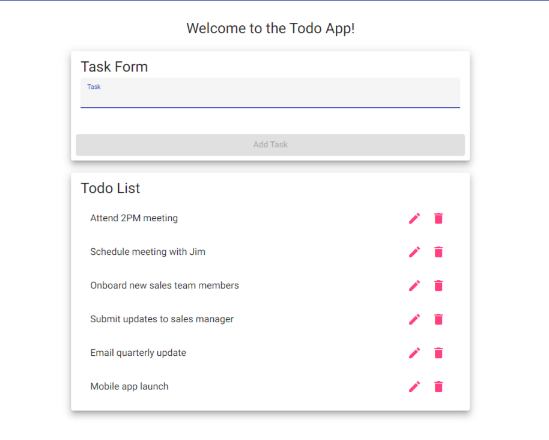 Welcome to the Todo App!
Task Form
Task
Add Task
Todo List
Attend 2PM meeting
Schedule meeting with Jim
Onboard new sales team members
Submit updates to sales manager
Email quarterly update
Mobile app launch